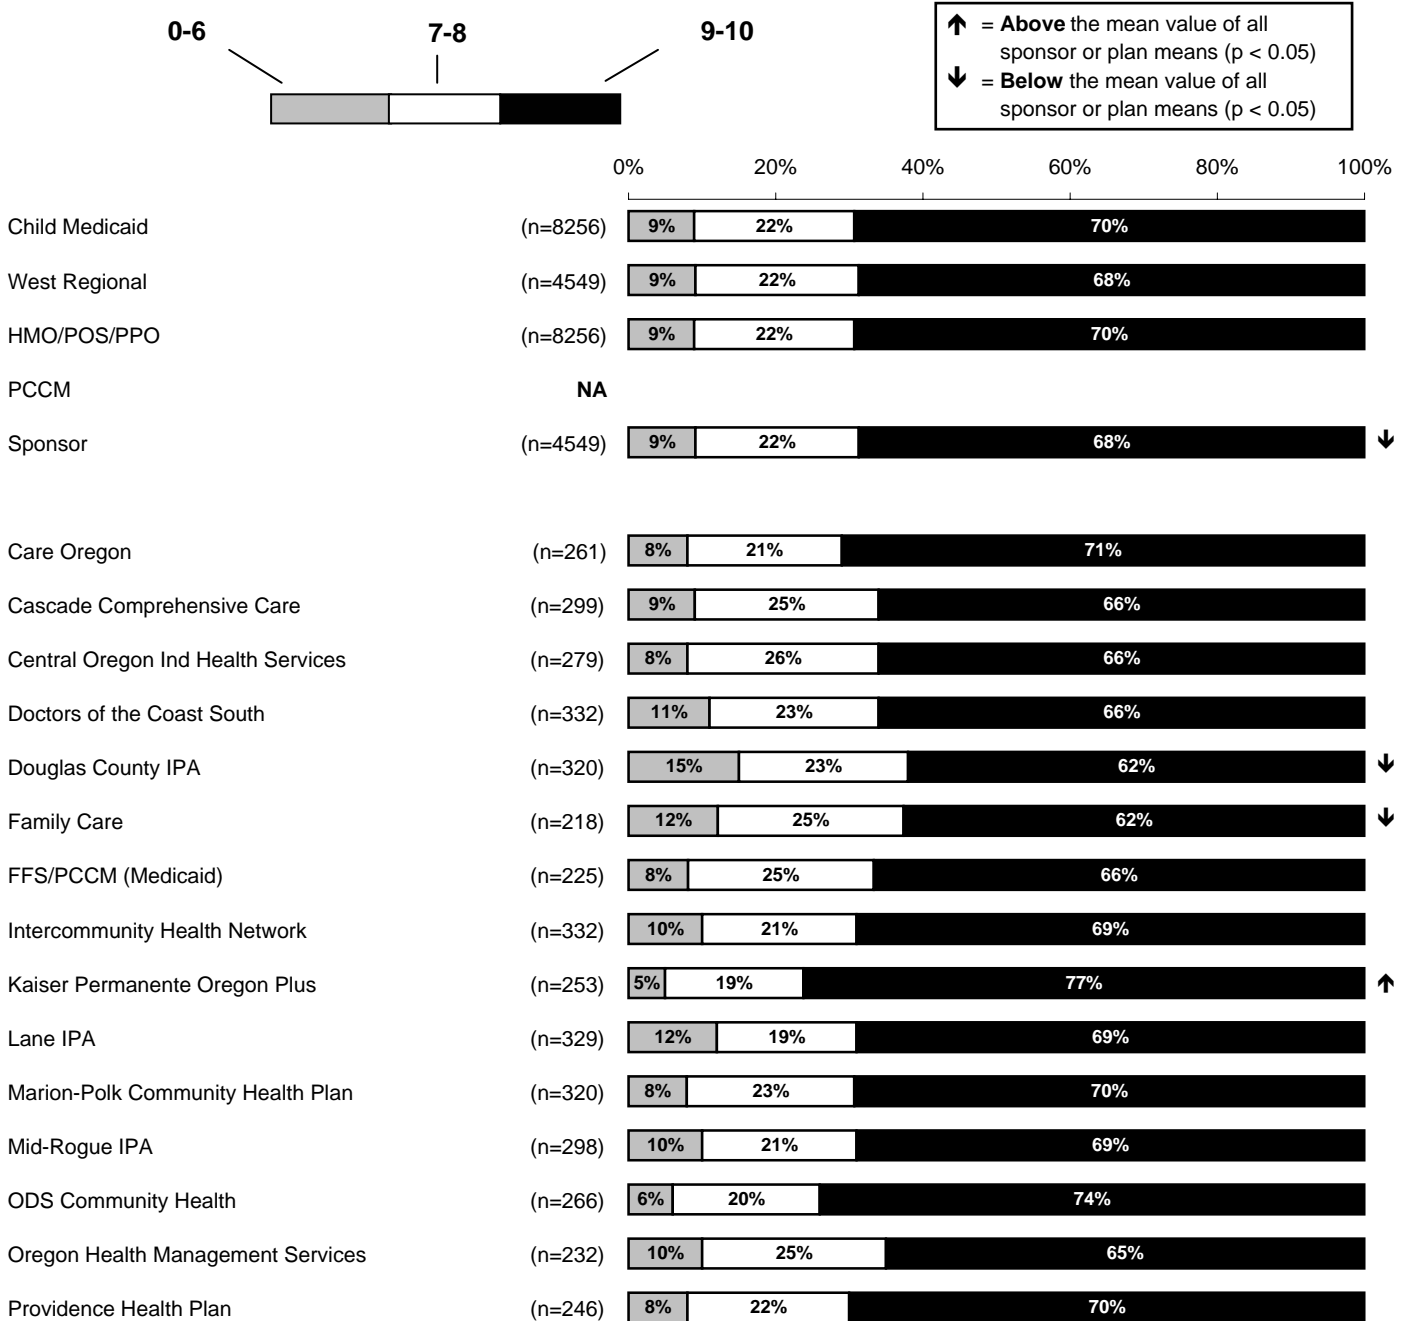 0-6 7-8 9-10
↑ = Above the mean value of all
sponsor or plan means (p < 0.05)
↓ = Below the mean value of all
sponsor or plan means (p < 0.05)
0% 20% 40% 60% 80% 100%
Child Medicaid (n=8256) 9% 22% 70%
West Regional (n=4549) 9% 22% 68%
HMO/POS/PPO (n=8256) 9% 22% 70%
PCCM NA
Sponsor (n=4549) 9% 22% 68% ↓
Care Oregon (n=261) 8% 21% 71%
Cascade Comprehensive Care (n=299) 9% 25% 66%
Central Oregon Ind Health Services (n=279) 8% 26% 66%
Doctors of the Coast South (n=332) 11% 23% 66%
Douglas County IPA (n=320) 15% 23% 62% ↓
Family Care (n=218) 12% 25% 62% ↓
FFS/PCCM (Medicaid) (n=225) 8% 25% 66%
Intercommunity Health Network (n=332) 10% 21% 69%
Kaiser Permanente Oregon Plus (n=253) 5% 19% 77% ↑
Lane IPA (n=329) 12% 19% 69%
Marion-Polk Community Health Plan (n=320) 8% 23% 70%
Mid-Rogue IPA (n=298) 10% 21% 69%
ODS Community Health (n=266) 6% 20% 74%
Oregon Health Management Services (n=232) 10% 25% 65%
Providence Health Plan (n=246) 8% 22% 70%